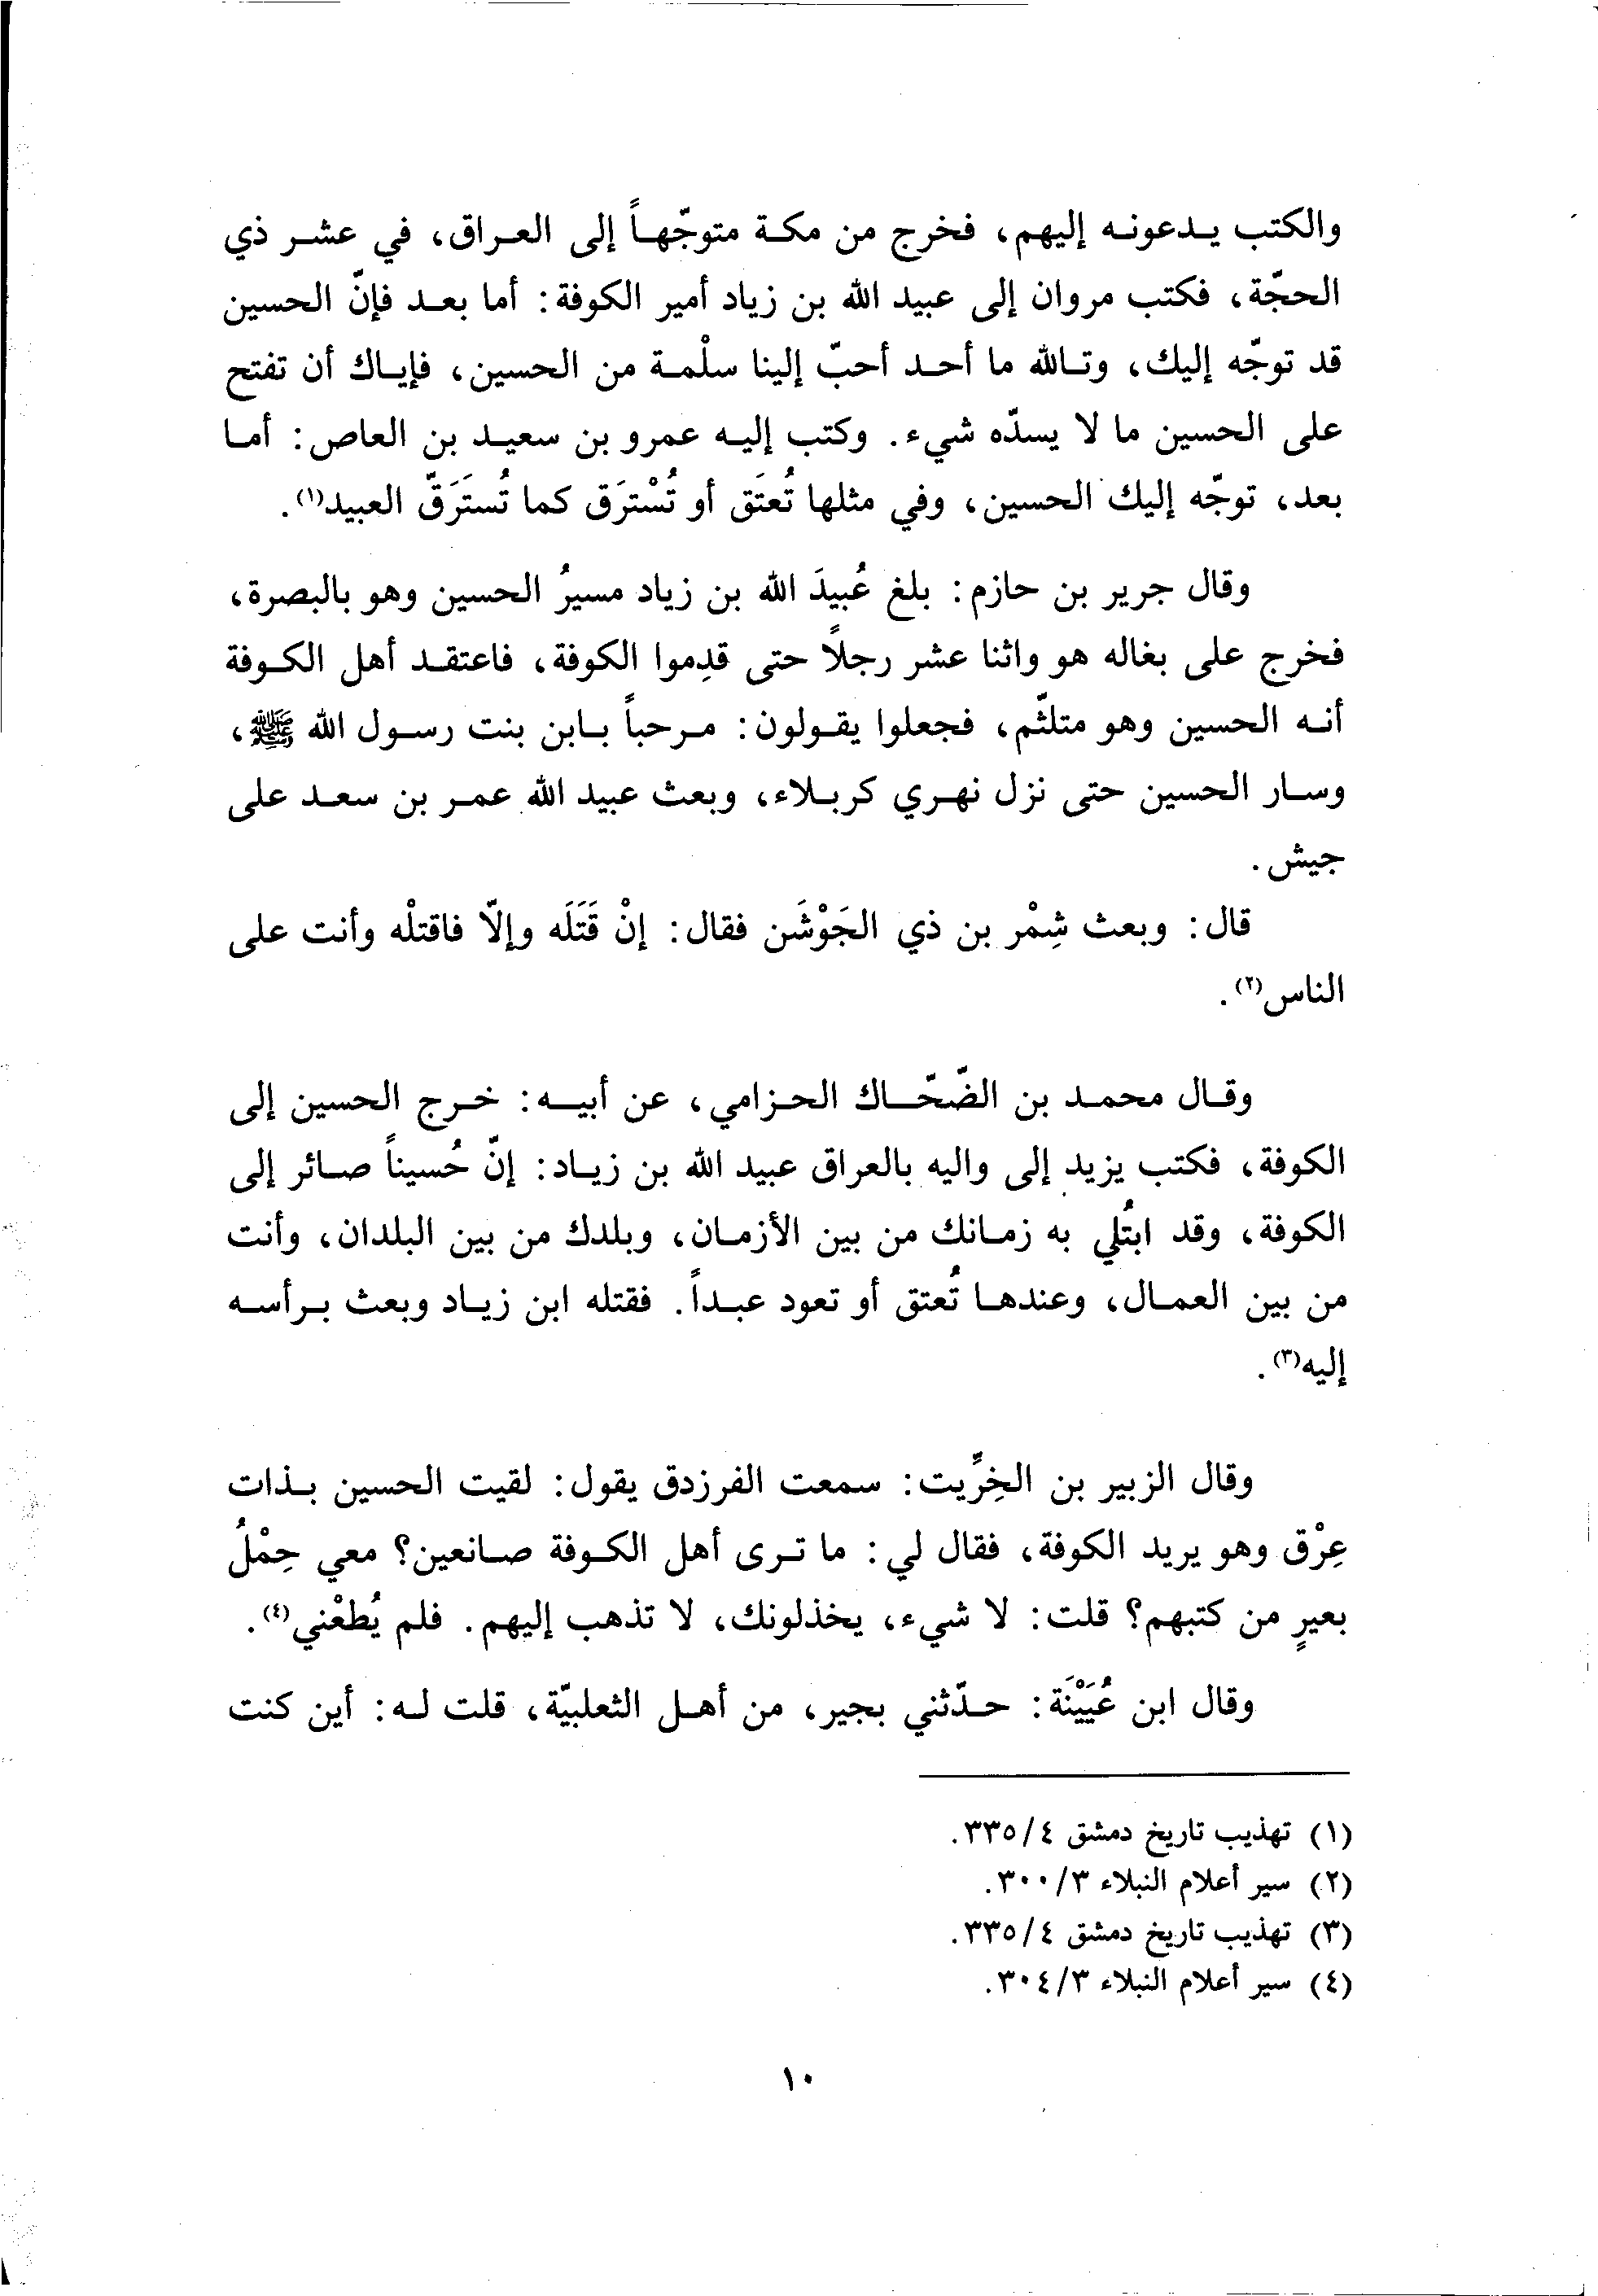 والكتب يدعونه إليهم، فخرج من مكة متوجّهاً إلى العراق، في عشر ذي
الحجّة، فكتب مروان إلى عبيد الله بن زياد أمير الكوفة: أما بعد فإنّ الحسين
قد توجّه إليك، وتالله ما أحد أحبّ إلينا سلْمة من الحسين، فإياك أن تفتح
على الحسين ما لا يسدّه شيء. وكتب إليه عمرو بن سعيد بن العاص: أما
بعد، توجّه إليك الحسين، وفي مثلها تُعتَق أو تُسْترَق كما تُستَرَقّ العبيد(١).
وقال جرير بن حازم: بلغ عُبيدَ الله بن زياد مسيرُ الحسين وهو بالبصرة،
فخرج على بغاله هو واثنا عشر رجلاً حتى قدِموا الكوفة، فاعتقد أهل الكوفة
أنه الحسين وهو متلثّم، فجعلوا يقولون: مرحباً بابن بنت رسول الله ﷺ،
وسار الحسين حتى نزل نهري كربلاء، وبعث عبيد الله عمر بن سعد على
جيش.
قال: وبعث شِمْر بن ذي الجَوْشَن فقال: إنْ قَتَلَه وإلّا فاقتلْه وأنت على
الناس(٢).
وقال محمد بن الضّحّاك الحزامي، عن أبيه: خرج الحسين إلى
الكوفة، فكتب يزيد إلى واليه بالعراق عبيد الله بن زياد: إنّ حُسيناً صائر إلى
الكوفة، وقد ابتُلي به زمانك من بين الأزمان، وبلدك من بين البلدان، وأنت
من بين العمال، وعندها تُعتق أو تعود عبداً. فقتله ابن زياد وبعث برأسه
إليه(٣).
وقال الزبير بن الخِرِّيت: سمعت الفرزدق يقول: لقيت الحسين بذات
عِرْق وهو يريد الكوفة، فقال لي: ما ترى أهل الكوفة صانعين؟ معي حِمْلُ
بعيرٍ من كتبهم؟ قلت: لا شيء، يخذلونك، لا تذهب إليهم. فلم يُطعْني(٤).
وقال ابن عُيَيْنَة: حدّثني بجير، من أهل الثعلبيّة، قلت له: أين كنت
(١) تهذيب تاريخ دمشق ٤/٣٣٥.
(٢) سير أعلام النبلاء ٣/٣٠٠.
(٣) تهذيب تاريخ دمشق ٤/٣٣٥.
(٤) سير أعلام النبلاء ٣/٣٠٤.
١٠